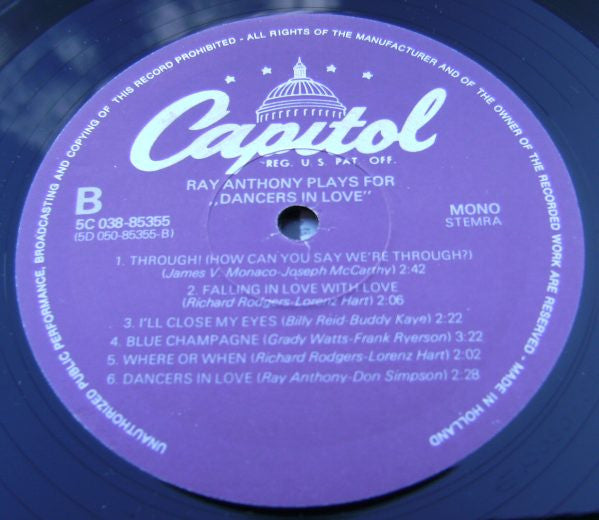 UNAUTHORIZED PUBLIC PERFORMANCE, BROADCASTING AND COPYING OF THIS RECORD PROHIBITED - ALL RIGHTS OF THE MANUFACTURER AND OF THE OWNER OF THE RECORDED WORK ARE RESERVED - MADE IN HOLLAND
Capitol
REG. U.S. PAT. OFF.
RAY ANTHONY PLAYS FOR
„DANCERS IN LOVE"
B
5C 038-85355
(5D 050-85355-B)
MONO
STEMRA
1. THROUGH! (HOW CAN YOU SAY WE'RE THROUGH?)
(James V. Monaco-Joseph McCarthy) 2:42
2. FALLING IN LOVE WITH LOVE
(Richard Rodgers-Lorenz Hart) 2:06
3. I'LL CLOSE MY EYES (Billy Reid-Buddy Kaye) 2:22
4. BLUE CHAMPAGNE (Grady Watts-Frank Ryerson) 3:22
5. WHERE OR WHEN (Richard Rodgers-Lorenz Hart) 2:02
6. DANCERS IN LOVE (Ray Anthony-Don Simpson) 2:28